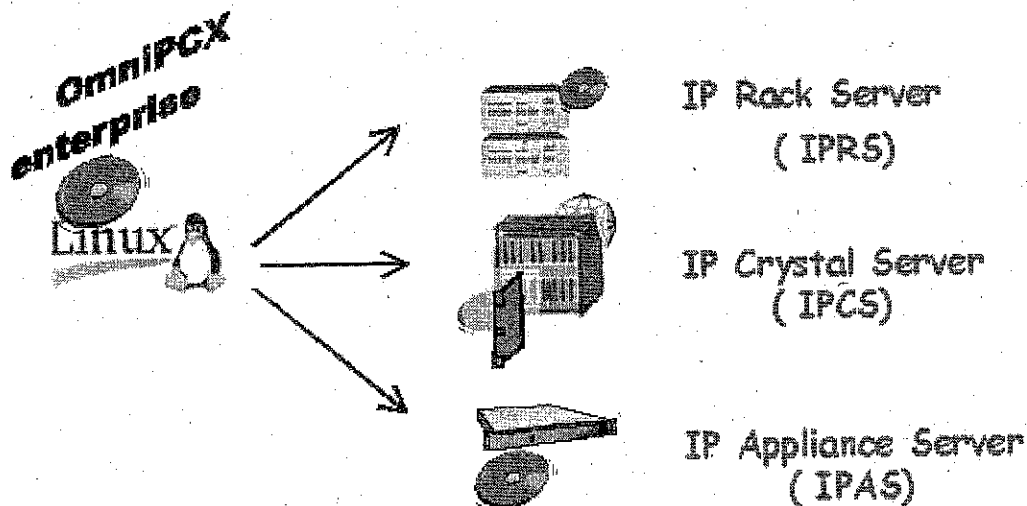 OmniPCX
enterprise
Linux
IP Rack Server
( IPRS)
IP Crystal Server
( IPCS)
IP Appliance Server
( IPAS)